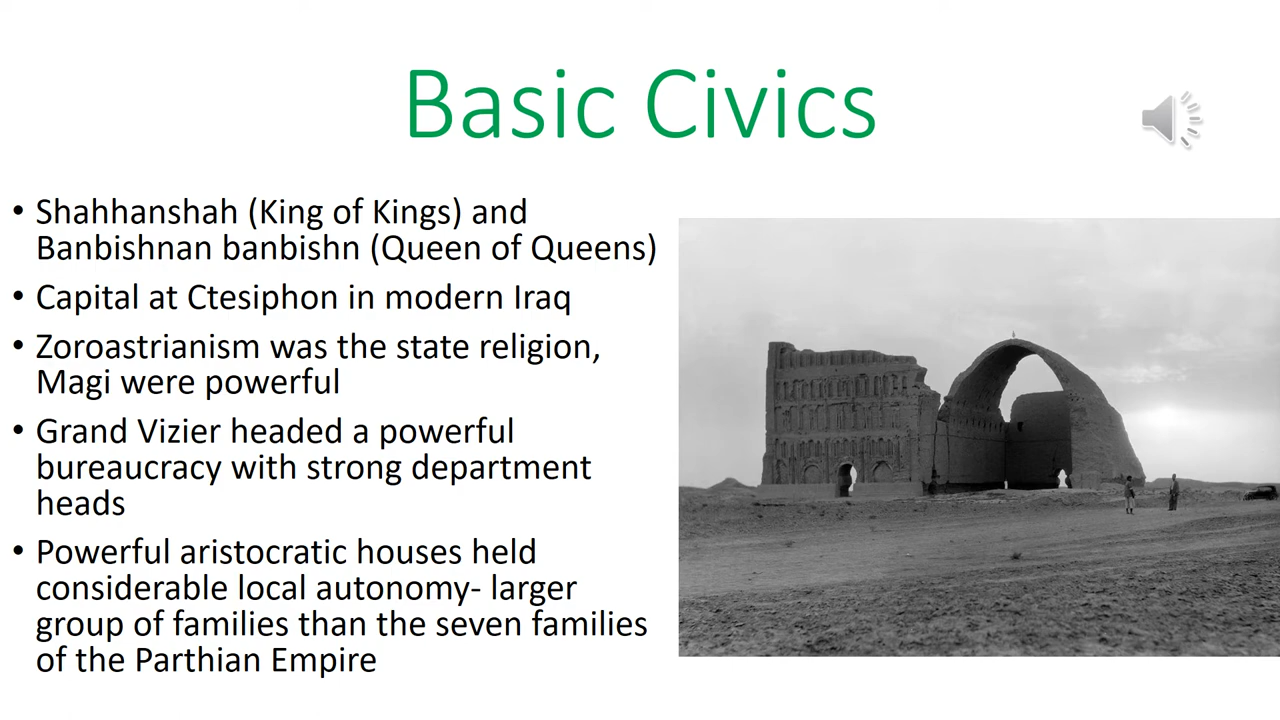 Basic Civics
• Shahhanshah (King of Kings) and
Banbishnan banbishn (Queen of Queens)
• Capital at Ctesiphon in modern Iraq
• Zoroastrianism was the state religion,
Magi were powerful
• Grand Vizier headed a powerful
bureaucracy with strong department
heads
• Powerful aristocratic houses held
considerable local autonomy- larger
group of families than the seven families
of the Parthian Empire